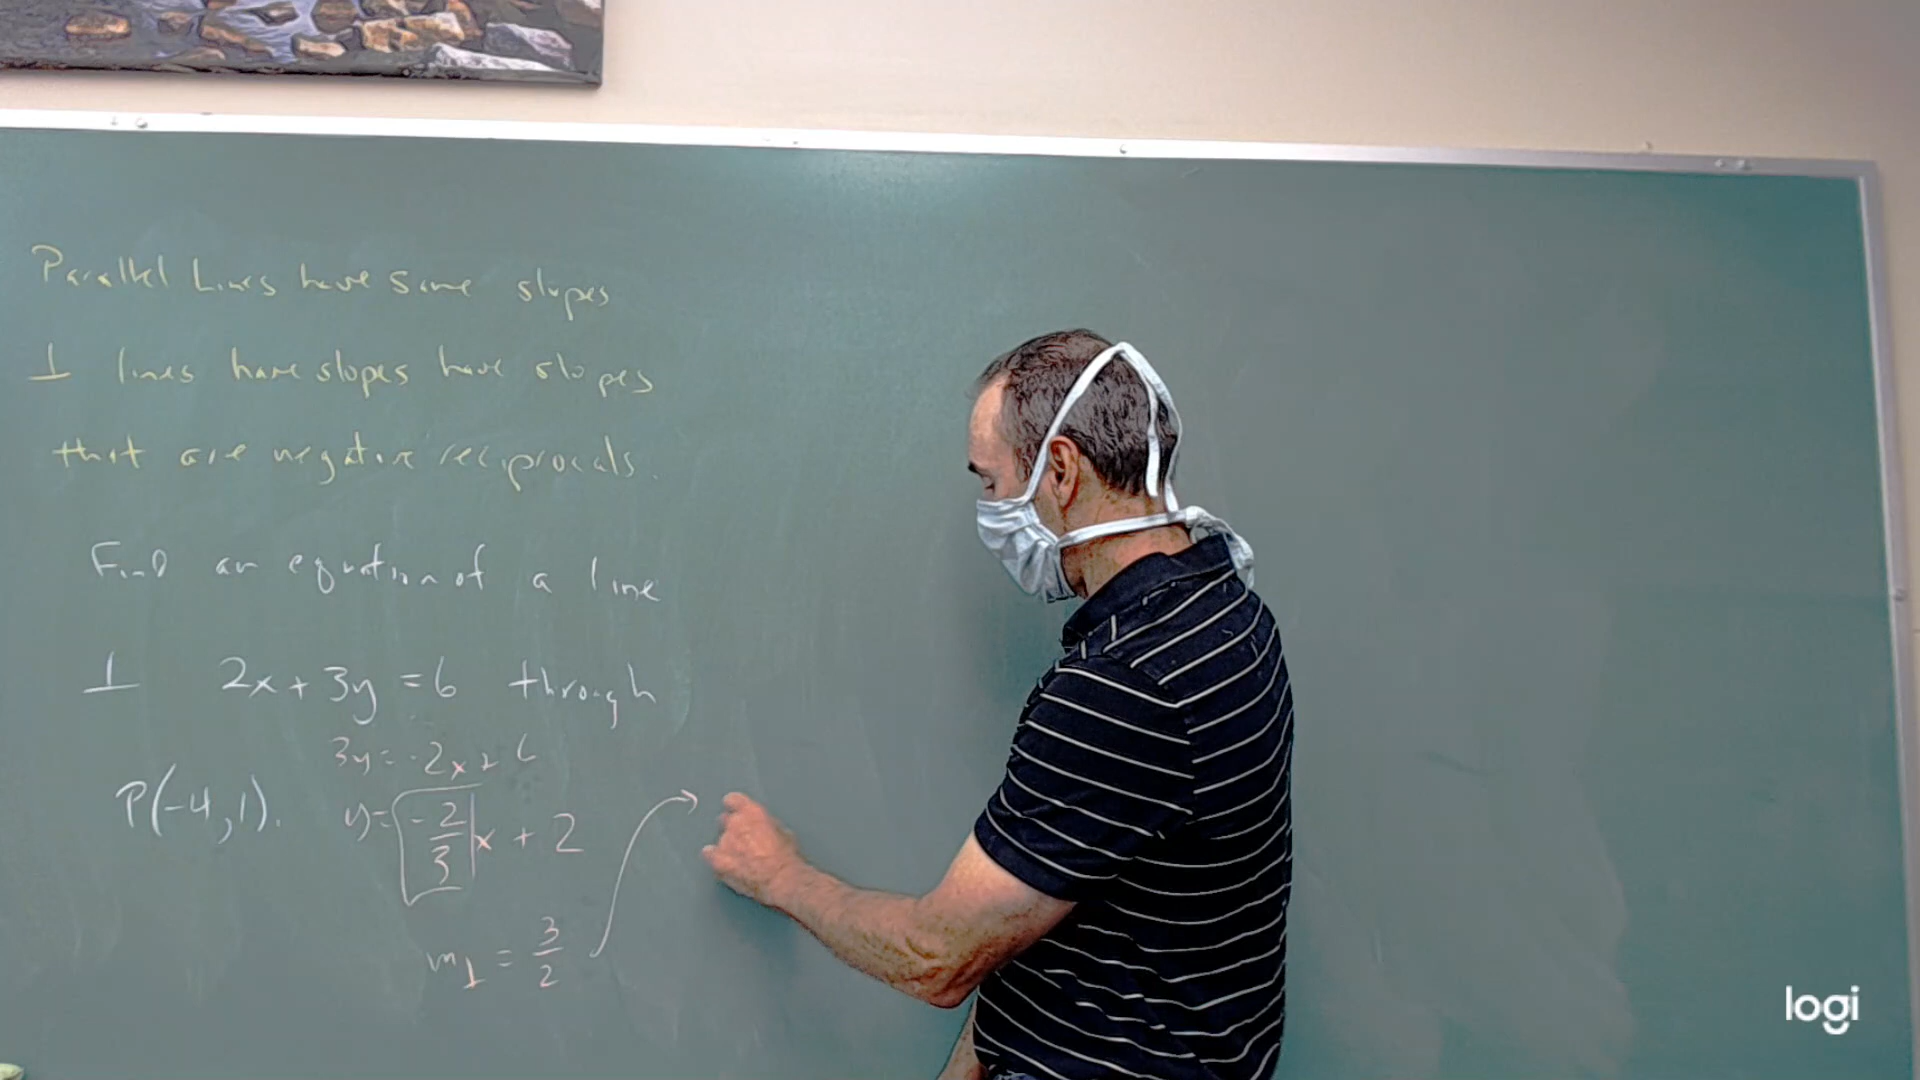 Parallel Lines have same slopes
⊥ lines have slopes have slopes
that are negative reciprocals.
Find an equation of a line
⊥ 2x + 3y = 6 through
3y = -2x + 6
P(-4, 1). y = -2/3 x + 2
m⊥ = 3/2
logi